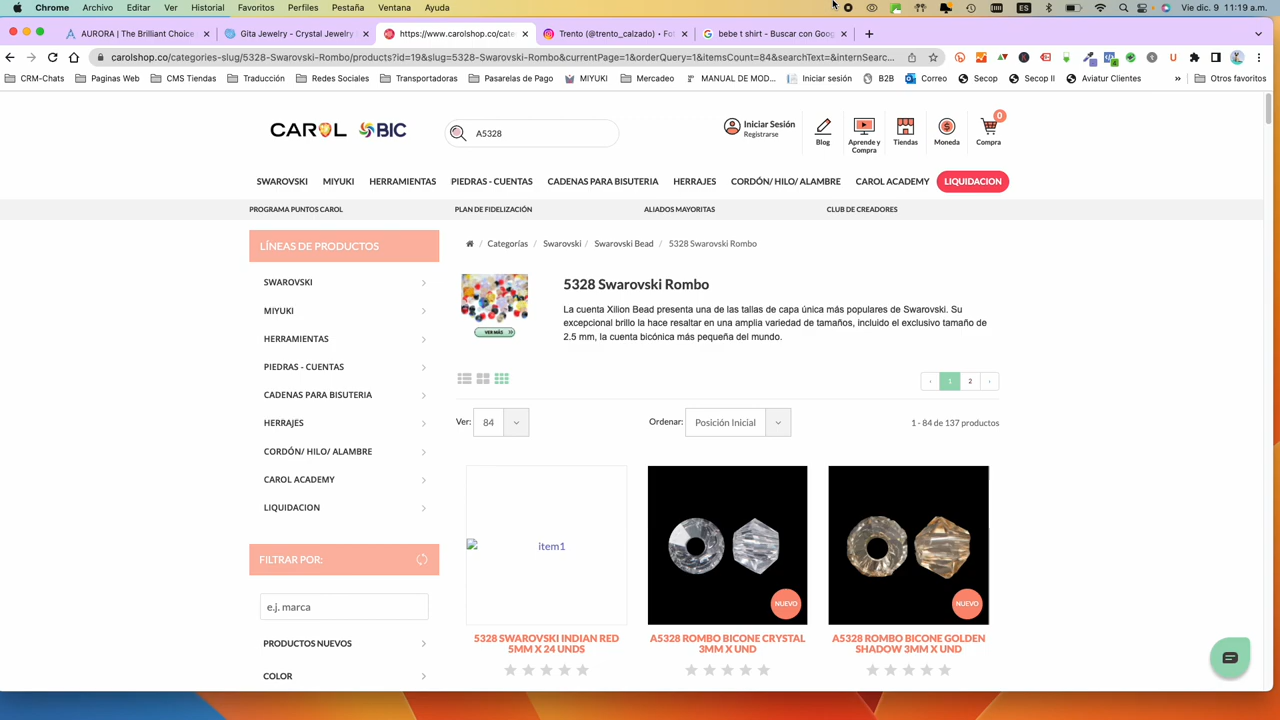 Chrome Archivo Editar Ver Historial Favoritos Perfiles Pestaña Ventana Ayuda
Vie dic. 9 11:19 a.m.
AURORA | The Brilliant Choice
Gita Jewelry - Crystal Jewelry
https://www.carolshop.co/cates
Trento (@trento_calzado) • Fot
bebe t shirt - Buscar con Goog
carolshop.co/categories-slug/5328-Swarovski-Rombo/products?id=19&slug=5328-Swarovski-Rombo&currentPage=1&orderQuery=1&itemsCount=84&searchText=&internSearc...
CRM-Chats Paginas Web CMS Tiendas Traducción Redes Sociales Transportadoras Pasarelas de Pago MIYUKI Mercadeo MANUAL DE MOD... Iniciar sesión B2B Correo Secop Secop II Aviatur Clientes » Otros favoritos
CAROL BIC
A5328
Iniciar Sesión
Registrarse
Blog
Aprende y
Compra
Tiendas
Moneda
0
Compra
SWAROVSKI MIYUKI HERRAMIENTAS PIEDRAS - CUENTAS CADENAS PARA BISUTERIA HERRAJES CORDÓN/ HILO/ ALAMBRE CAROL ACADEMY LIQUIDACION
PROGRAMA PUNTOS CAROL PLAN DE FIDELIZACIÓN ALIADOS MAYORITAS CLUB DE CREADORES
LÍNEAS DE PRODUCTOS
SWAROVSKI
MIYUKI
HERRAMIENTAS
PIEDRAS - CUENTAS
CADENAS PARA BISUTERIA
HERRAJES
CORDÓN/ HILO/ ALAMBRE
CAROL ACADEMY
LIQUIDACION
FILTRAR POR:
e.j. marca
PRODUCTOS NUEVOS
COLOR
/ Categorías / Swarovski / Swarovski Bead / 5328 Swarovski Rombo
VER MÁS
5328 Swarovski Rombo
La cuenta Xilion Bead presenta una de las tallas de capa única más populares de Swarovski. Su
excepcional brillo la hace resaltar en una amplia variedad de tamaños, incluido el exclusivo tamaño de
2.5 mm, la cuenta bicónica más pequeña del mundo.
‹ 1 2 ›
Ver: 84
Ordenar: Posición Inicial
1 - 84 de 137 productos
item1
NUEVO
NUEVO
5328 SWAROVSKI INDIAN RED
5MM X 24 UNDS
A5328 ROMBO BICONE CRYSTAL
3MM X UND
A5328 ROMBO BICONE GOLDEN
SHADOW 3MM X UND